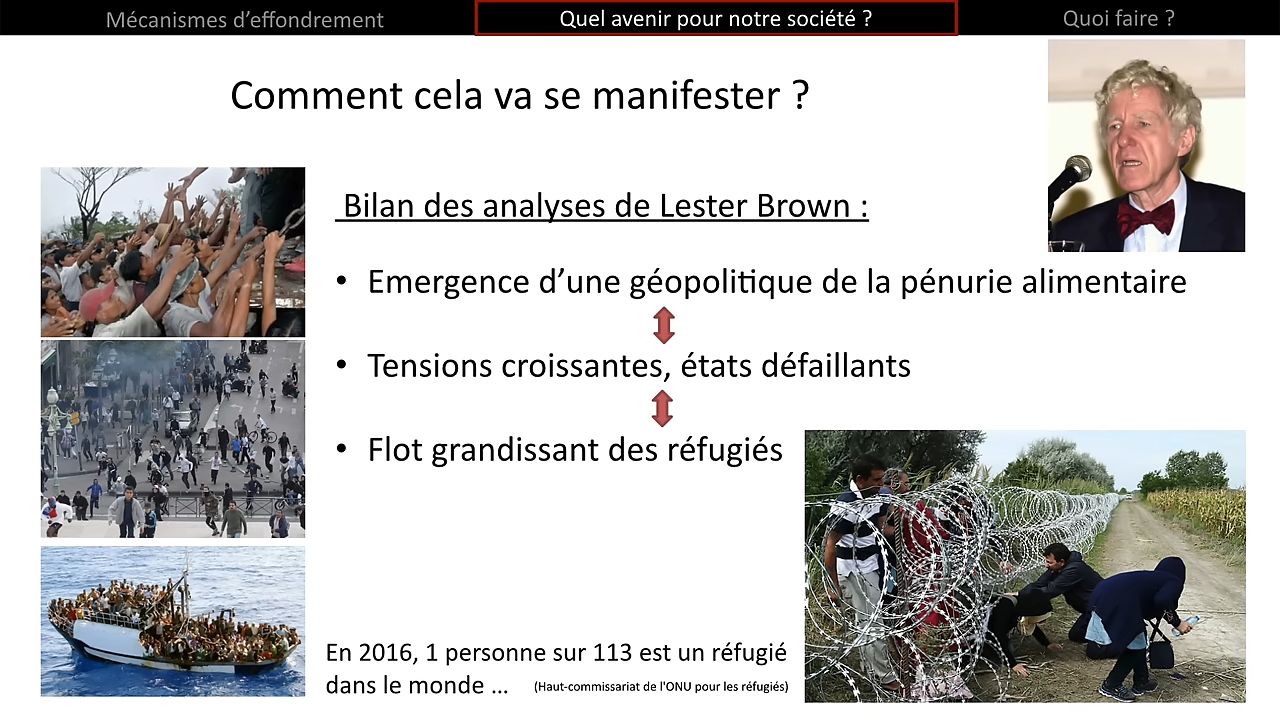 Mécanismes d’effondrement
Quel avenir pour notre société ?
Quoi faire ?
Comment cela va se manifester ?
Bilan des analyses de Lester Brown :
• Emergence d’une géopolitique de la pénurie alimentaire
• Tensions croissantes, états défaillants
• Flot grandissant des réfugiés
En 2016, 1 personne sur 113 est un réfugié
dans le monde ... (Haut-commissariat de l'ONU pour les réfugiés)